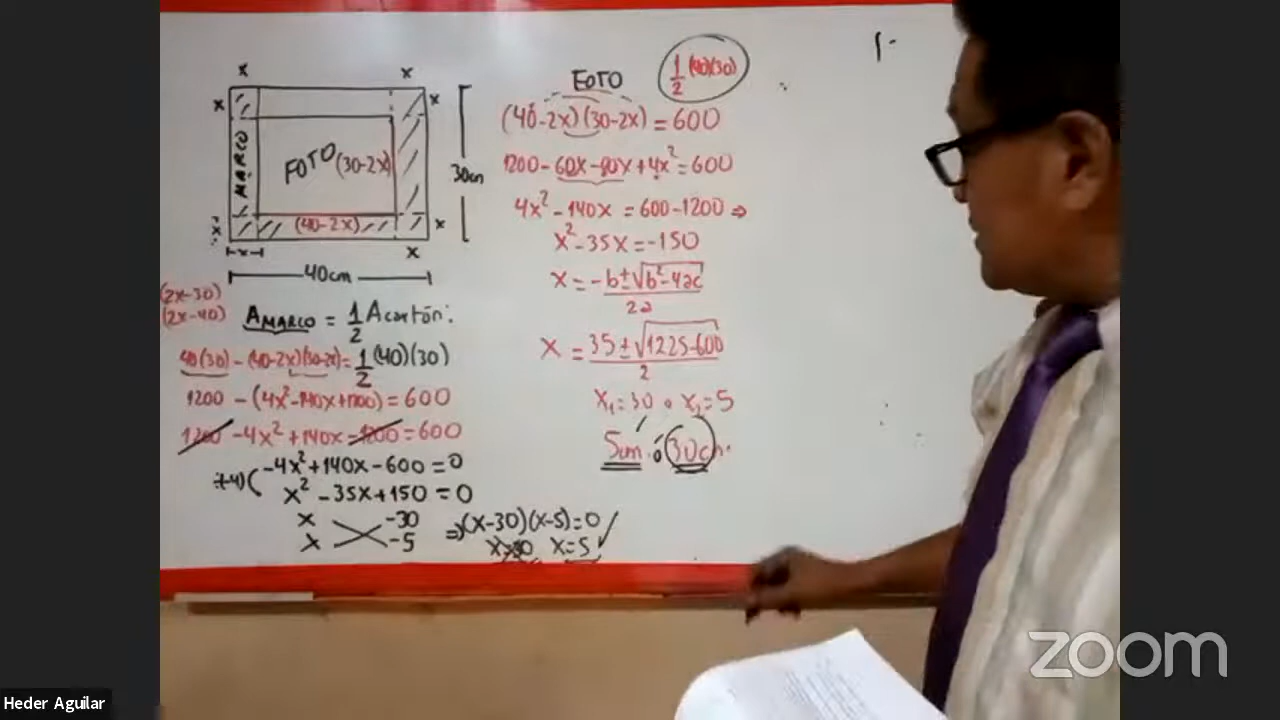 x x
x x
MARCO
FOTO (30-2x)
30cm
(40-2x)
x x
x x
40cm
(2x-30)
(2x-40)
AMARCO = 1/2 A cartón:
40(30) - (40-2x)(30-2x) = 1/2 (40)(30)
1200 - (4x²-140x+1200) = 600
1200 - 4x² + 140x - 1200 = 600
÷-4) ( -4x² + 140x - 600 = 0
x² - 35x + 150 = 0
x -30
x -5
⇒ (x-30)(x-5) = 0 ✓
x=30 x=5
FOTO
1/2 (40)(30)
(40-2x)(30-2x) = 600
1200 - 60x - 80x + 4x² = 600
4x² - 140x = 600 - 1200 ⇒
x² - 35x = -150
x = -b ± √b²-4ac / 2a
x = 35 ± √1225-600 / 2
x₁=30 o x₂=5
5cm. ó 30cm.
Heder Aguilar
zoom